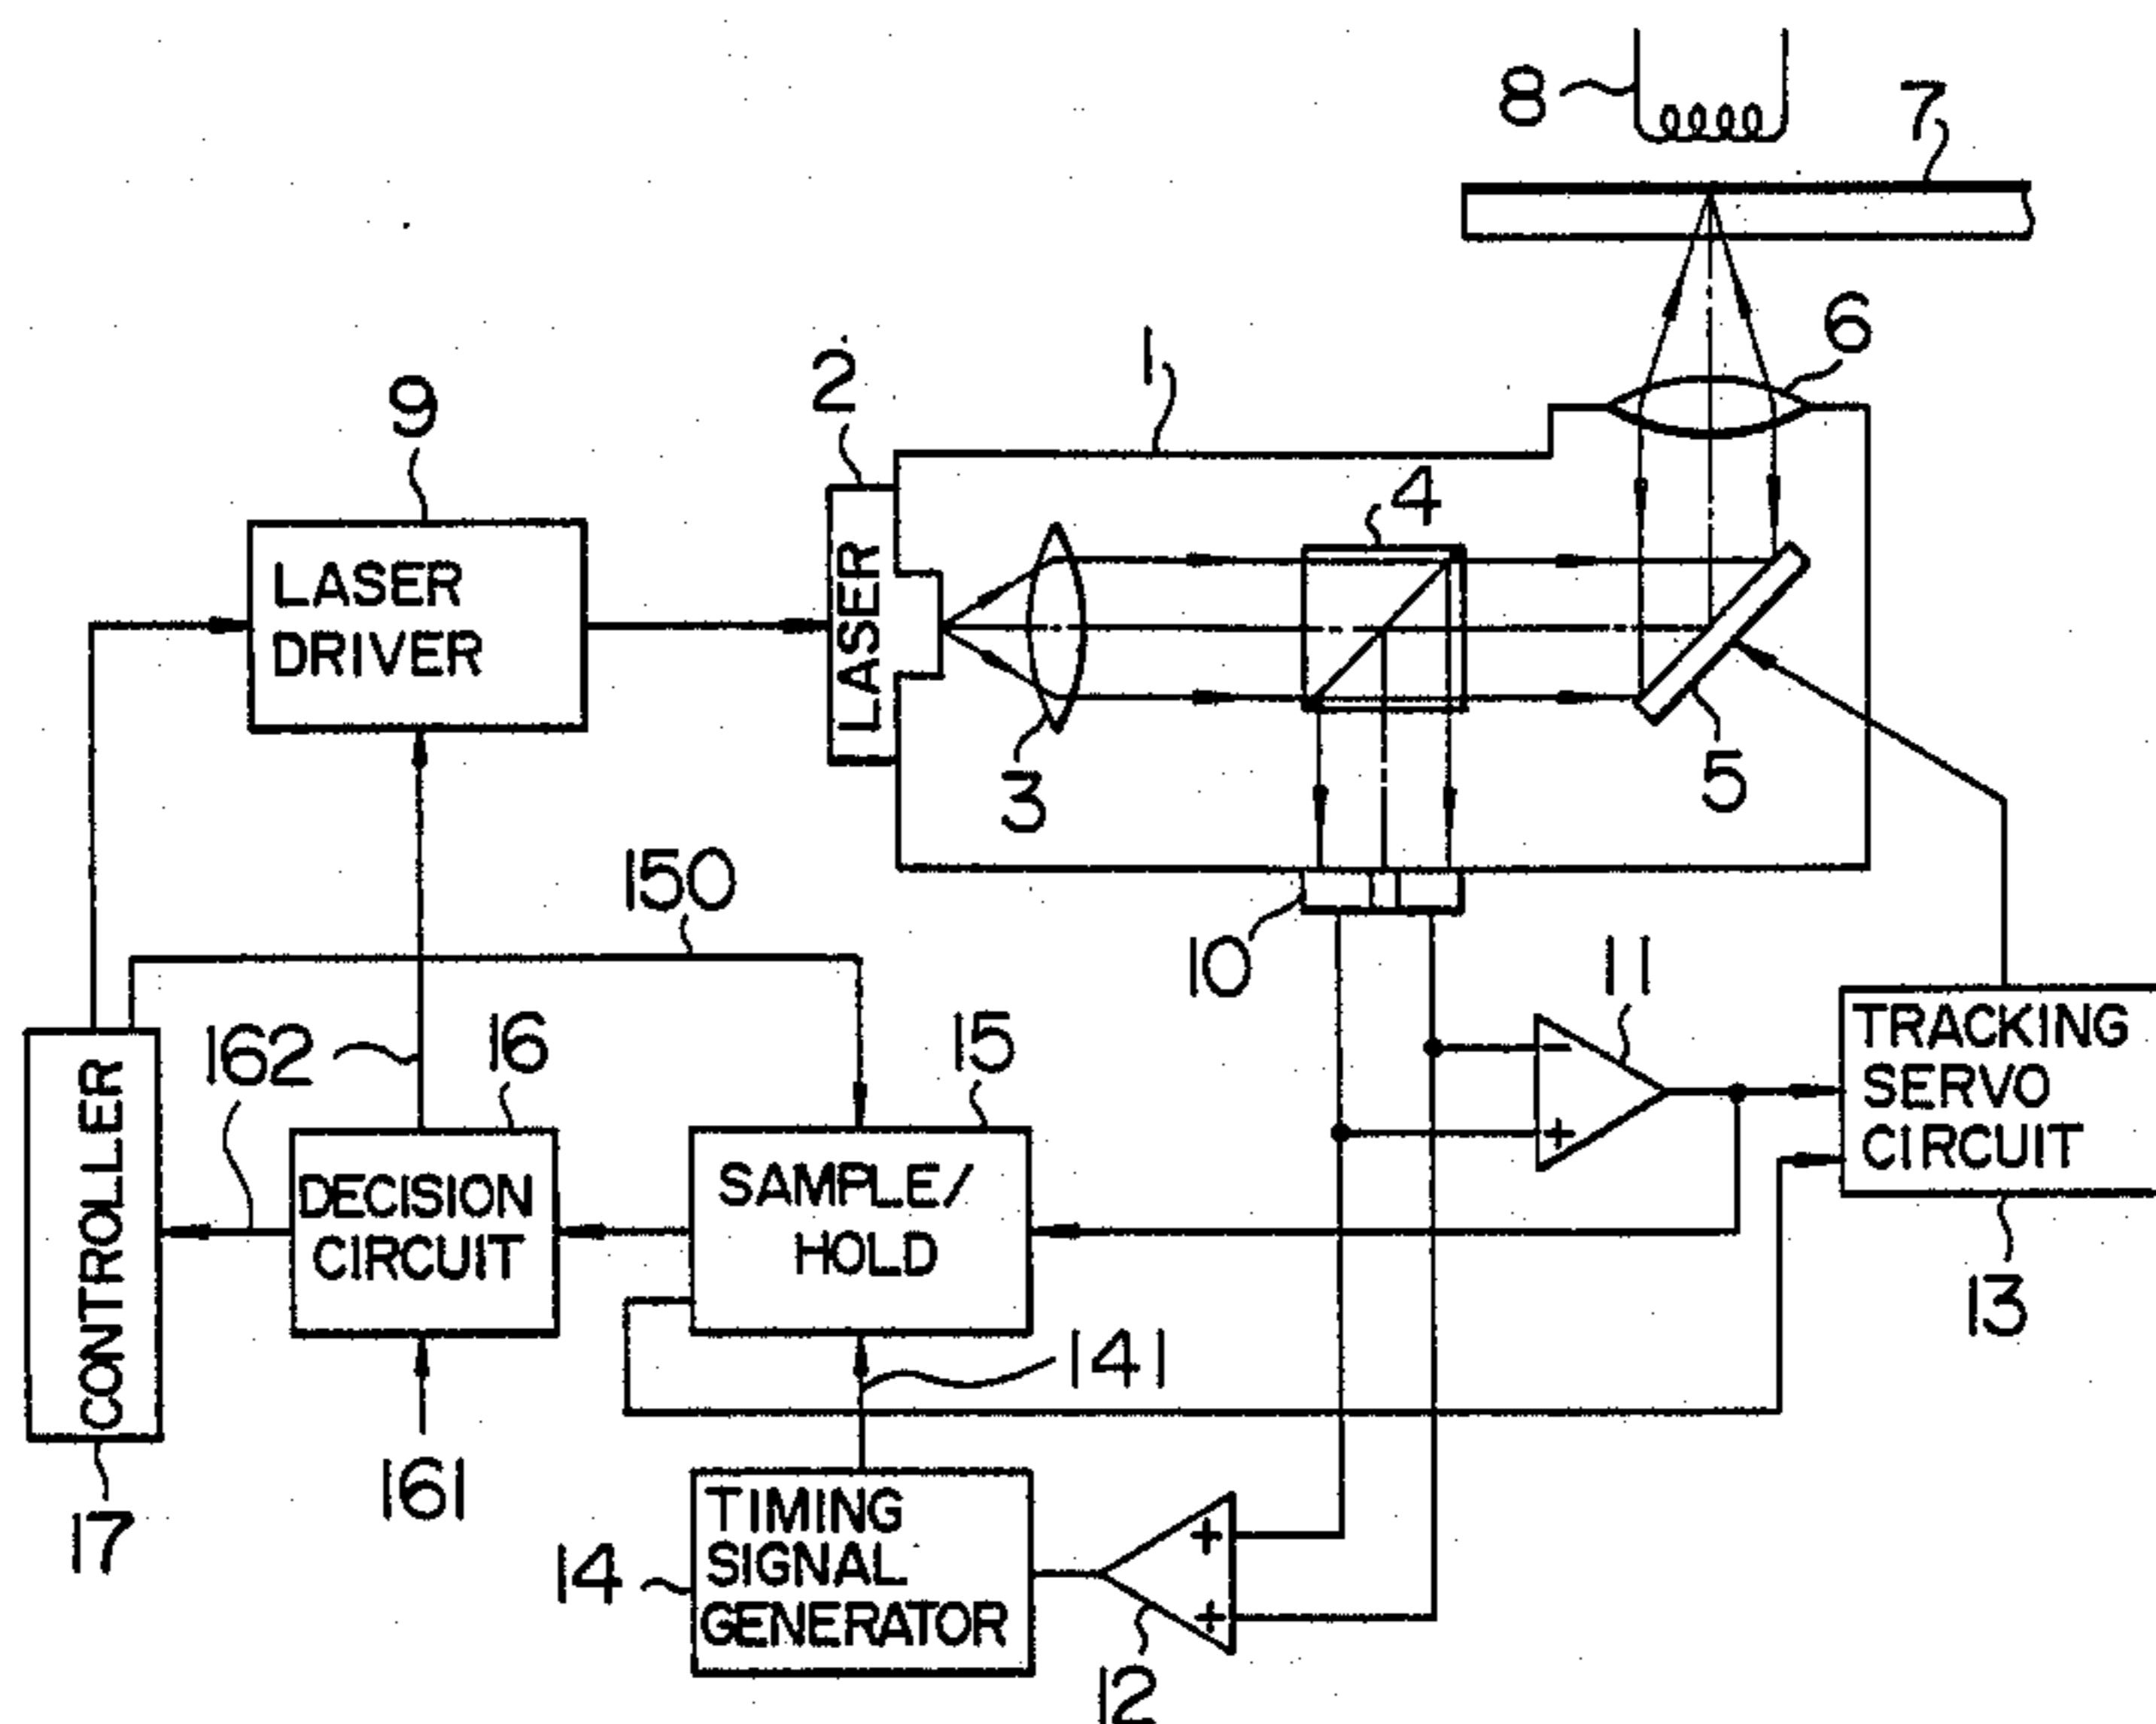 8
7
6
1
2
9
4
LASER
DRIVER
LASER
3
5
150
10
11
162
16
15
TRACKING
SERVO
CIRCUIT
−
+
CONTROLLER
DECISION
CIRCUIT
SAMPLE/
HOLD
13
141
161
17
14
TIMING
SIGNAL
GENERATOR
+
+
12